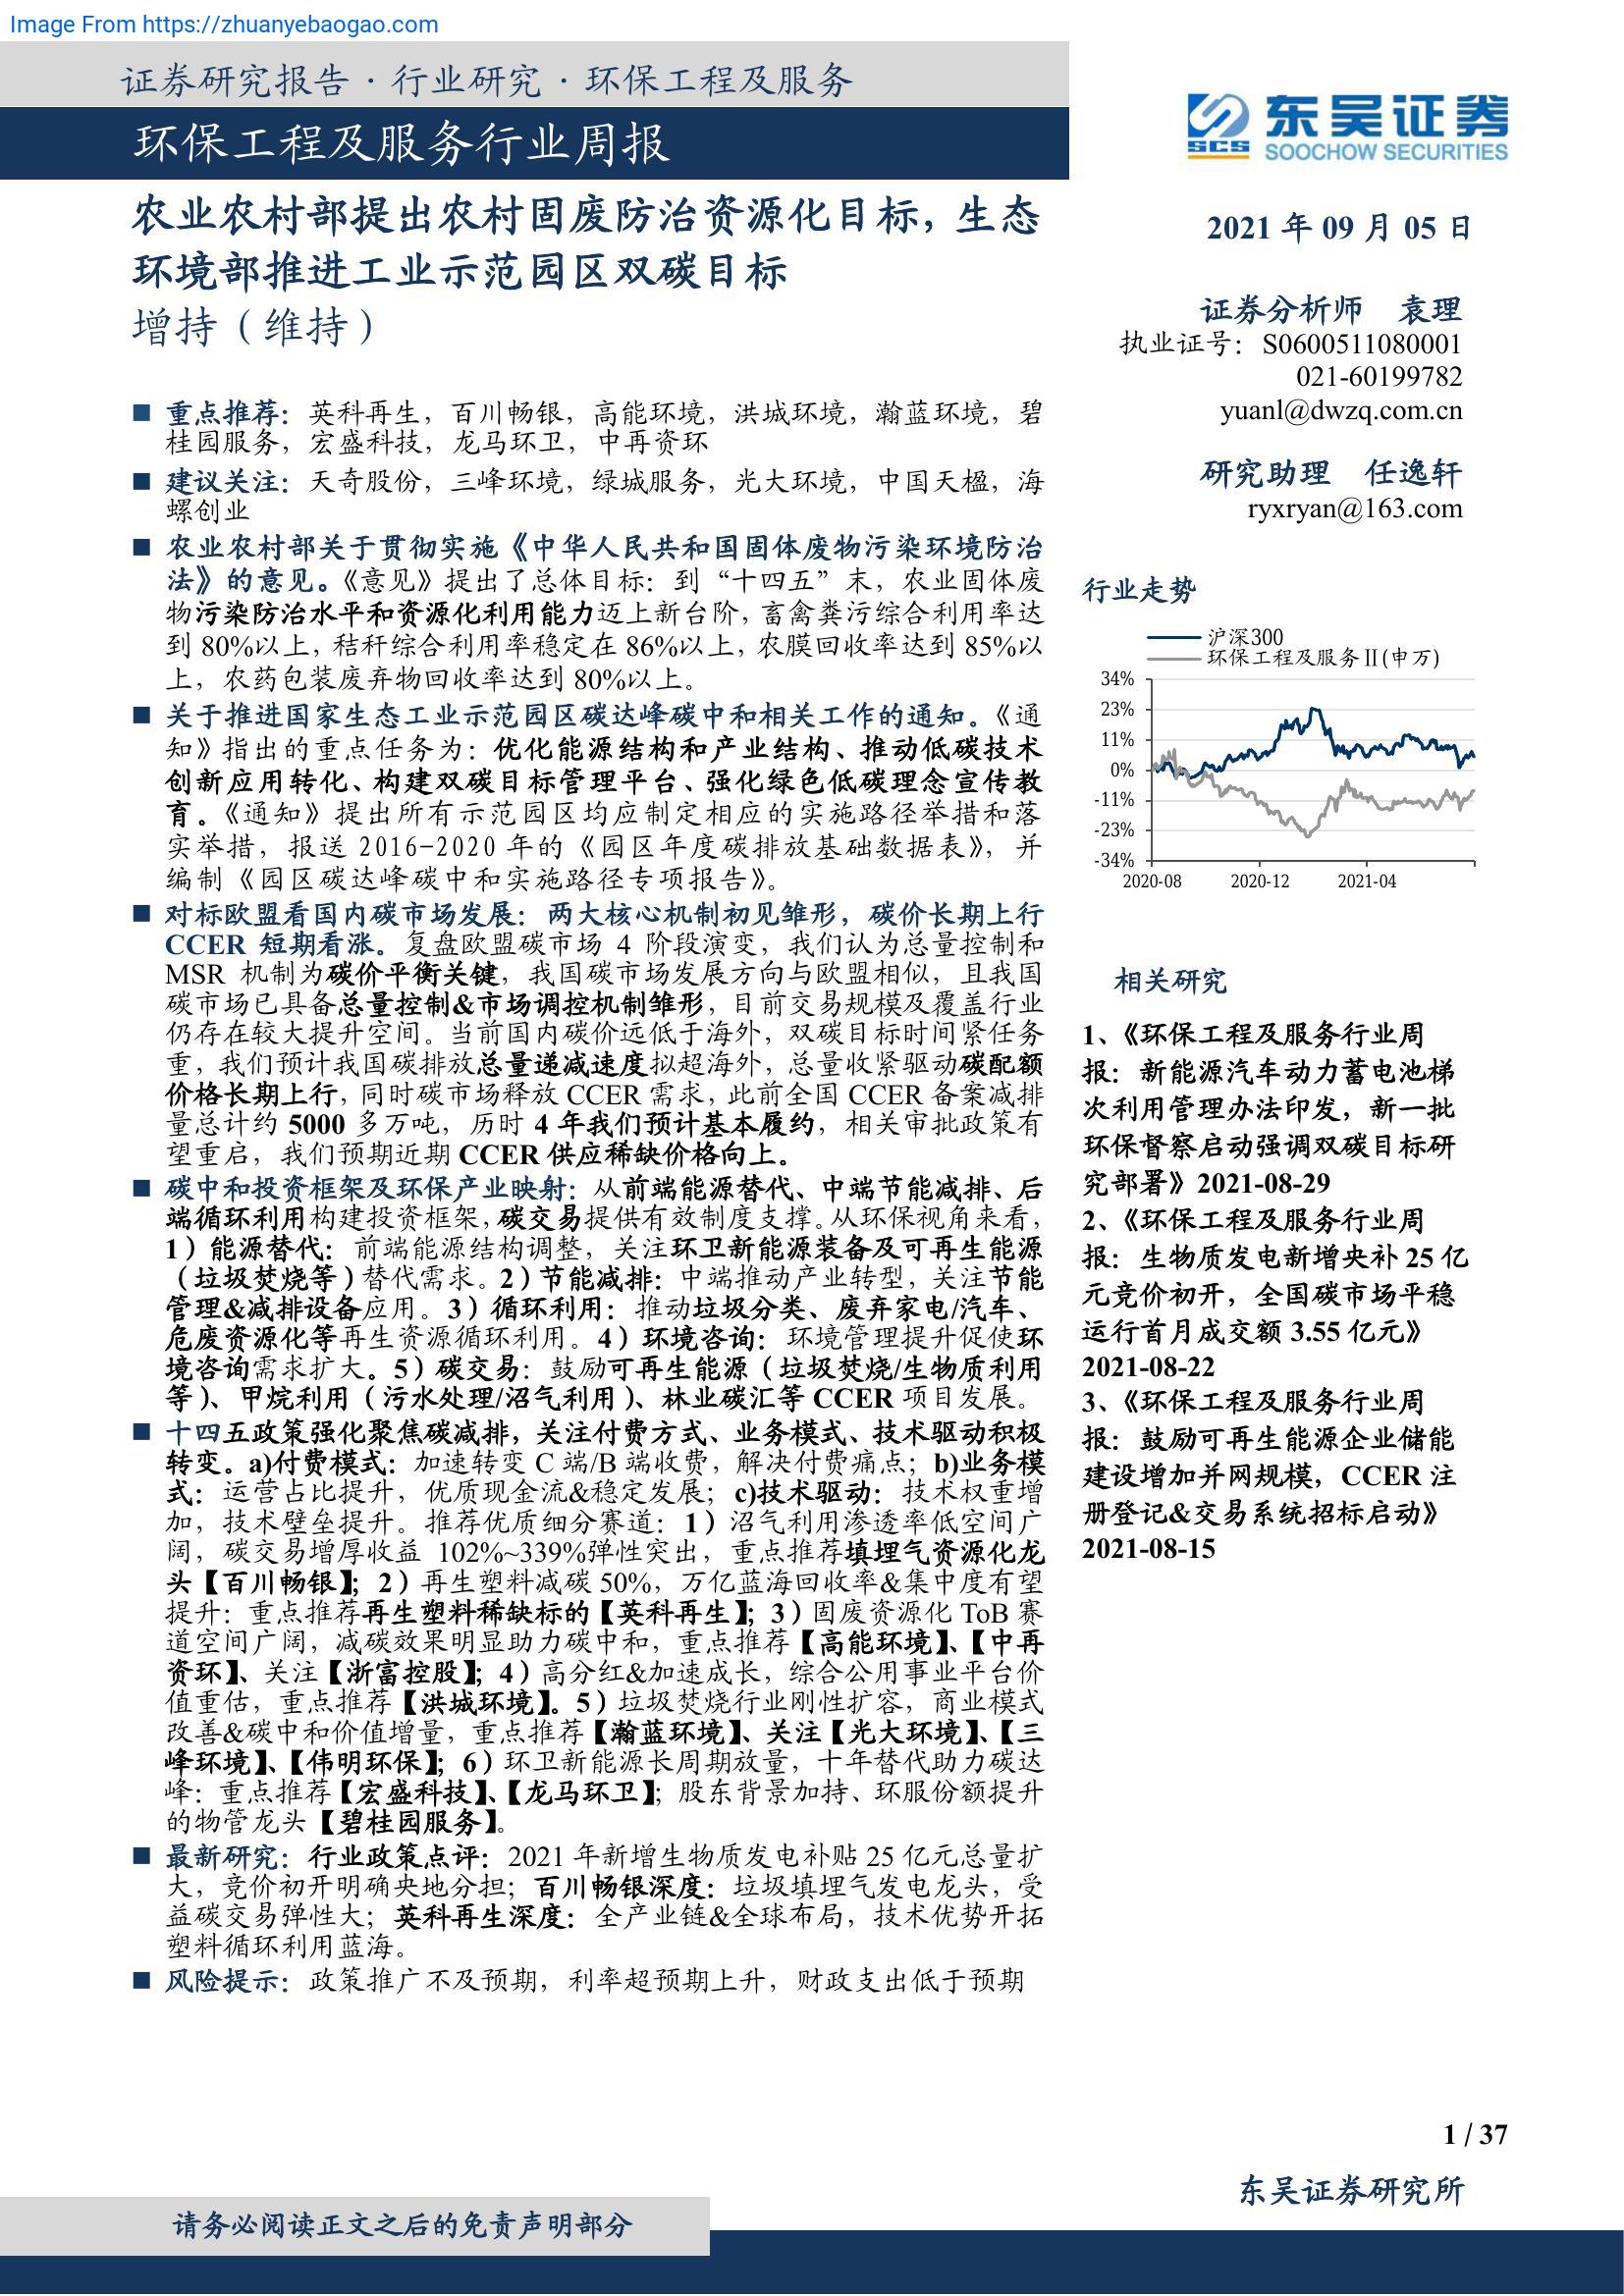 Image From https://zhuanyebaogao.com
证券研究报告 · 行业研究 · 环保工程及服务
环保工程及服务行业周报
东吴证券
SCS
SOOCHOW SECURITIES
农业农村部提出农村固废防治资源化目标，生态
环境部推进工业示范园区双碳目标
增持（维持）
■ 重点推荐：英科再生，百川畅银，高能环境，洪城环境，瀚蓝环境，碧
桂园服务，宏盛科技，龙马环卫，中再资环
■ 建议关注：天奇股份，三峰环境，绿城服务，光大环境，中国天楹，海
螺创业
■ 农业农村部关于贯彻实施《中华人民共和国固体废物污染环境防治
法》的意见。《意见》提出了总体目标：到“十四五”末，农业固体废
物污染防治水平和资源化利用能力迈上新台阶，畜禽粪污综合利用率达
到 80%以上，秸秆综合利用率稳定在 86%以上，农膜回收率达到 85%以
上，农药包装废弃物回收率达到 80%以上。
■ 关于推进国家生态工业示范园区碳达峰碳中和相关工作的通知。《通
知》指出的重点任务为：优化能源结构和产业结构、推动低碳技术
创新应用转化、构建双碳目标管理平台、强化绿色低碳理念宣传教
育。《通知》提出所有示范园区均应制定相应的实施路径举措和落
实举措，报送 2016-2020 年的《园区年度碳排放基础数据表》，并
编制《园区碳达峰碳中和实施路径专项报告》。
■ 对标欧盟看国内碳市场发展：两大核心机制初见雏形，碳价长期上行
CCER 短期看涨。复盘欧盟碳市场 4 阶段演变，我们认为总量控制和
MSR 机制为碳价平衡关键，我国碳市场发展方向与欧盟相似，且我国
碳市场已具备总量控制&市场调控机制雏形，目前交易规模及覆盖行业
仍存在较大提升空间。当前国内碳价远低于海外，双碳目标时间紧任务
重，我们预计我国碳排放总量递减速度拟超海外，总量收紧驱动碳配额
价格长期上行，同时碳市场释放 CCER 需求，此前全国 CCER 备案减排
量总计约 5000 多万吨，历时 4 年我们预计基本履约，相关审批政策有
望重启，我们预期近期 CCER 供应稀缺价格向上。
■ 碳中和投资框架及环保产业映射：从前端能源替代、中端节能减排、后
端循环利用构建投资框架，碳交易提供有效制度支撑。从环保视角来看，
1）能源替代：前端能源结构调整，关注环卫新能源装备及可再生能源
（垃圾焚烧等）替代需求。2）节能减排：中端推动产业转型，关注节能
管理&减排设备应用。3）循环利用：推动垃圾分类、废弃家电/汽车、
危废资源化等再生资源循环利用。4）环境咨询：环境管理提升促使环
境咨询需求扩大。5）碳交易：鼓励可再生能源（垃圾焚烧/生物质利用
等）、甲烷利用（污水处理/沼气利用）、林业碳汇等 CCER 项目发展。
■ 十四五政策强化聚焦碳减排，关注付费方式、业务模式、技术驱动积极
转变。a)付费模式：加速转变 C 端/B 端收费，解决付费痛点；b)业务模
式：运营占比提升，优质现金流&稳定发展；c)技术驱动：技术权重增
加，技术壁垒提升。推荐优质细分赛道：1）沼气利用渗透率低空间广
阔，碳交易增厚收益 102%~339%弹性突出，重点推荐填埋气资源化龙
头【百川畅银】；2）再生塑料减碳 50%，万亿蓝海回收率&集中度有望
提升：重点推荐再生塑料稀缺标的【英科再生】；3）固废资源化 ToB 赛
道空间广阔，减碳效果明显助力碳中和，重点推荐【高能环境】、【中再
资环】、关注【浙富控股】；4）高分红&加速成长，综合公用事业平台价
值重估，重点推荐【洪城环境】。5）垃圾焚烧行业刚性扩容，商业模式
改善&碳中和价值增量，重点推荐【瀚蓝环境】、关注【光大环境】、【三
峰环境】、【伟明环保】；6）环卫新能源长周期放量，十年替代助力碳达
峰：重点推荐【宏盛科技】、【龙马环卫】；股东背景加持、环服份额提升
的物管龙头【碧桂园服务】。
■ 最新研究：行业政策点评：2021 年新增生物质发电补贴 25 亿元总量扩
大，竞价初开明确央地分担；百川畅银深度：垃圾填埋气发电龙头，受
益碳交易弹性大；英科再生深度：全产业链&全球布局，技术优势开拓
塑料循环利用蓝海。
■ 风险提示：政策推广不及预期，利率超预期上升，财政支出低于预期
2021 年 09 月 05 日
证券分析师 袁理
执业证号：S0600511080001
021-60199782
yuanl@dwzq.com.cn
研究助理 任逸轩
ryxryan@163.com
行业走势
沪深300
环保工程及服务Ⅱ(申万)
34%
23%
11%
0%
-11%
-23%
-34%
2020-08 2020-12 2021-04
相关研究
1、《环保工程及服务行业周
报：新能源汽车动力蓄电池梯
次利用管理办法印发，新一批
环保督察启动强调双碳目标研
究部署》2021-08-29
2、《环保工程及服务行业周
报：生物质发电新增央补 25 亿
元竞价初开，全国碳市场平稳
运行首月成交额 3.55 亿元》
2021-08-22
3、《环保工程及服务行业周
报：鼓励可再生能源企业储能
建设增加并网规模，CCER 注
册登记&交易系统招标启动》
2021-08-15
1 / 37
东吴证券研究所
请务必阅读正文之后的免责声明部分